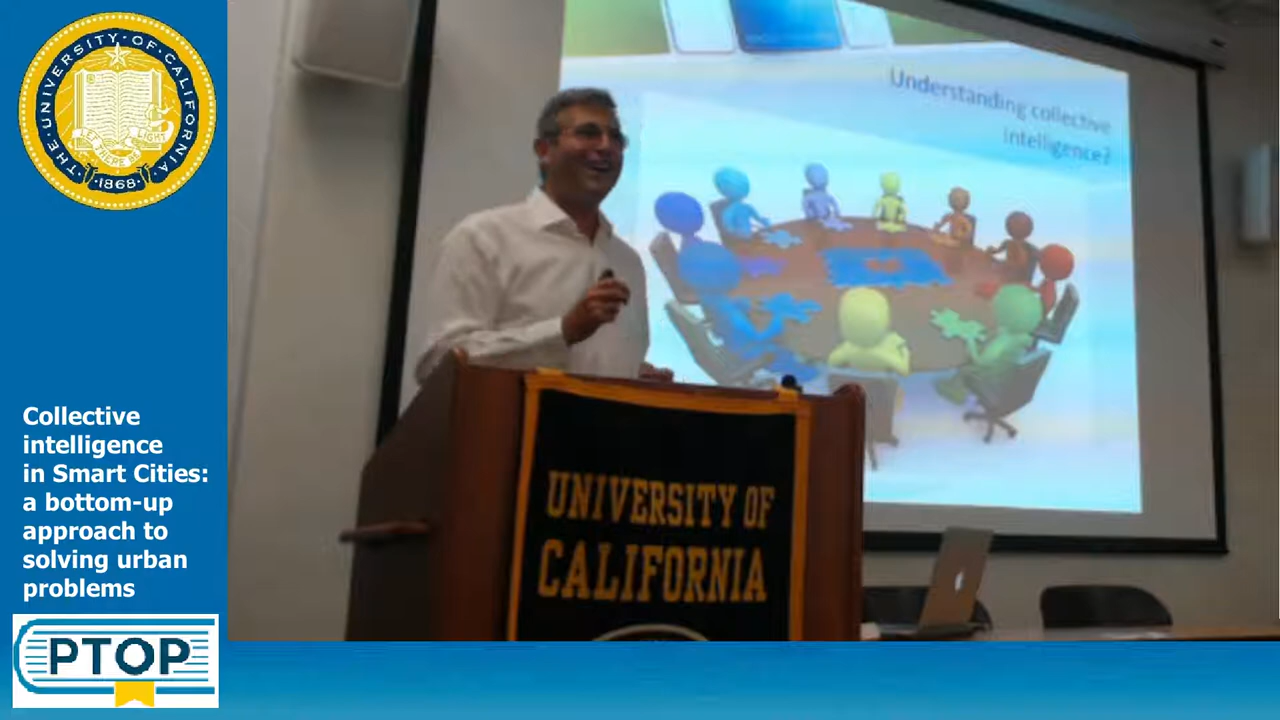 THE·UNIVERSITY·OF·CALIFORNIA·
LET THERE BE LIGHT
·1868·
Collective
intelligence
in Smart Cities:
a bottom-up
approach to
solving urban
problems
PTOP
Understanding collective
intelligence?
UNIVERSITY OF
CALIFORNIA